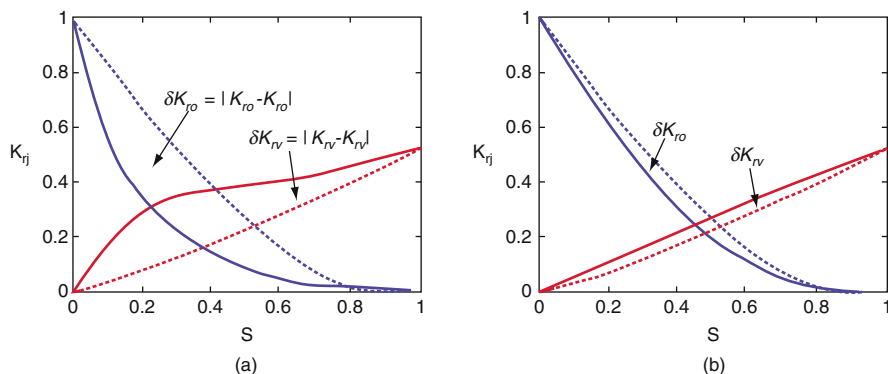 1
0.8
0.6
0.4
0.2
0
K_rj
δK_ro = | K_ro-K_ro|
δK_rv = | K_rv-K_rv|
0 0.2 0.4 0.6 0.8 1
S
(a)
1
0.8
0.6
0.4
0.2
0
K_rj
δK_ro
δK_rv
0 0.2 0.4 0.6 0.8 1
S
(b)